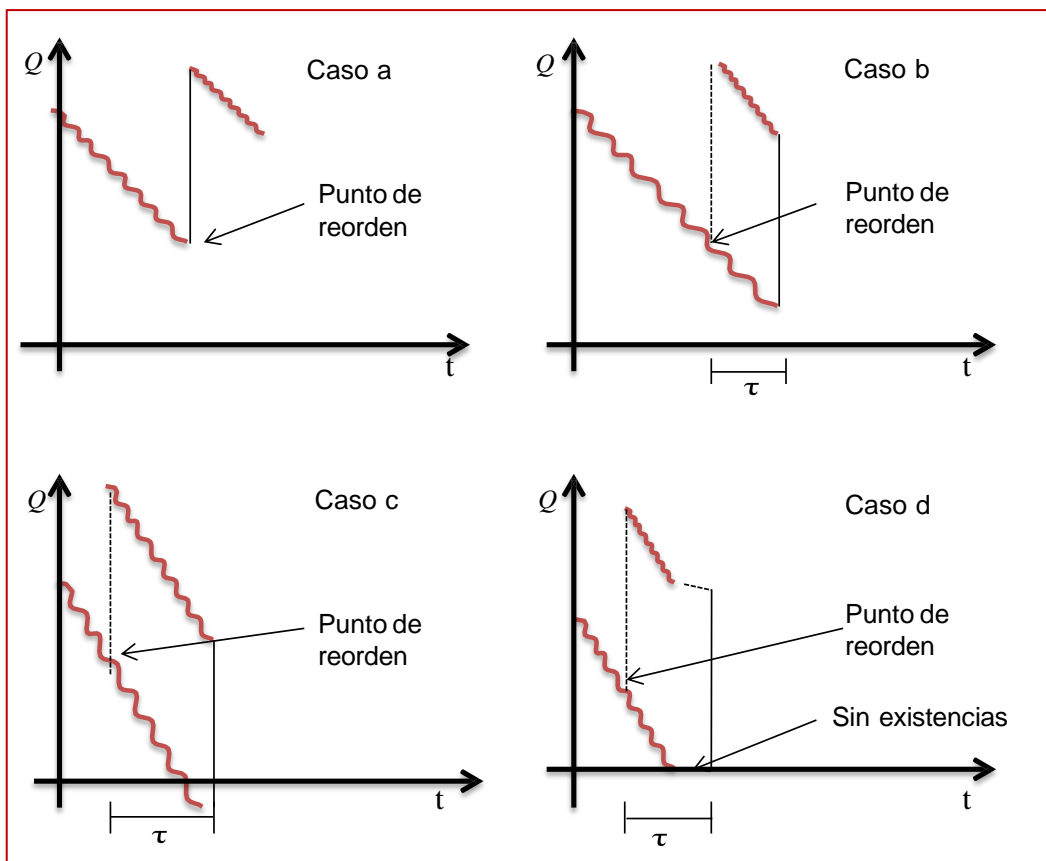 Q
Caso a
Punto de
reorden
t
Q
Caso b
Punto de
reorden
t
τ
Q
Caso c
Punto de
reorden
t
τ
Q
Caso d
Punto de
reorden
Sin existencias
t
τ